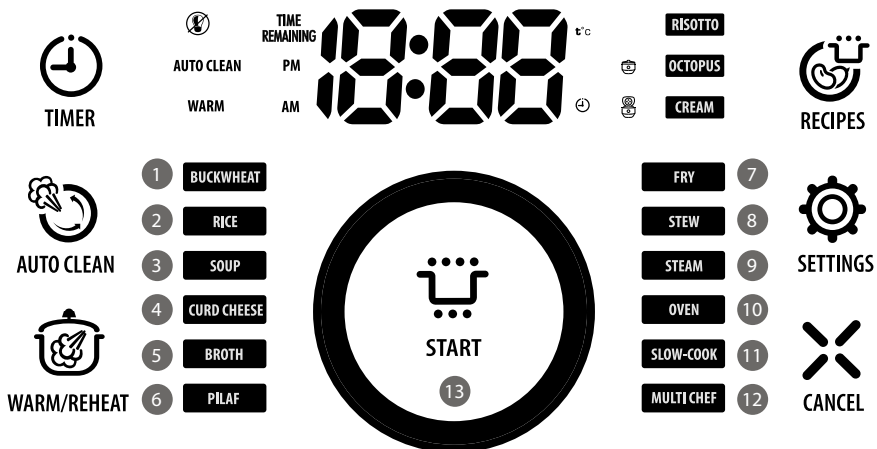 TIME
REMAINING
18:88
t°c
RISOTTO
AUTO CLEAN
PM
OCTOPUS
WARM
AM
CREAM
TIMER
RECIPES
1
BUCKWHEAT
7
FRY
2
RICE
8
STEW
3
SOUP
9
STEAM
4
CURD CHEESE
10
OVEN
5
BROTH
11
SLOW-COOK
6
PILAF
12
MULTI CHEF
AUTO CLEAN
SETTINGS
WARM/REHEAT
CANCEL
START
13